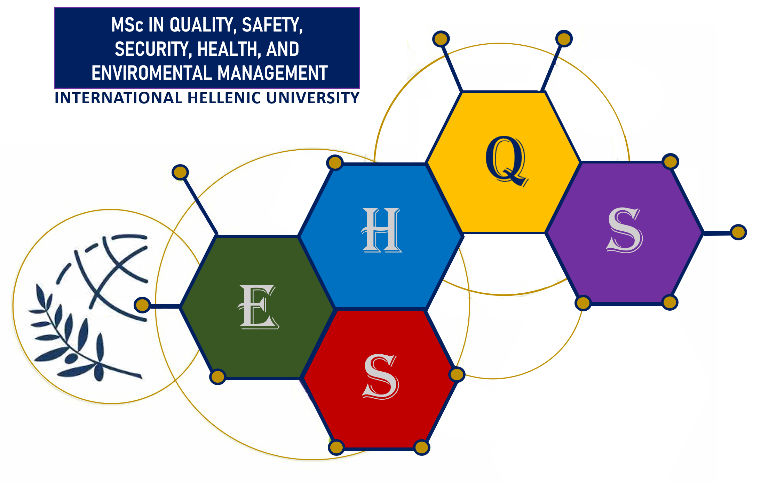 MSc IN QUALITY, SAFETY,
SECURITY, HEALTH, AND
ENVIROMENTAL MANAGEMENT
INTERNATIONAL HELLENIC UNIVERSITY
Q
H
S
E
S